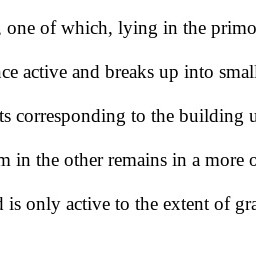 , one of which, lying in the primo
ce active and breaks up into small
ts corresponding to the building u
m in the other remains in a more o
is only active to the extent of gra